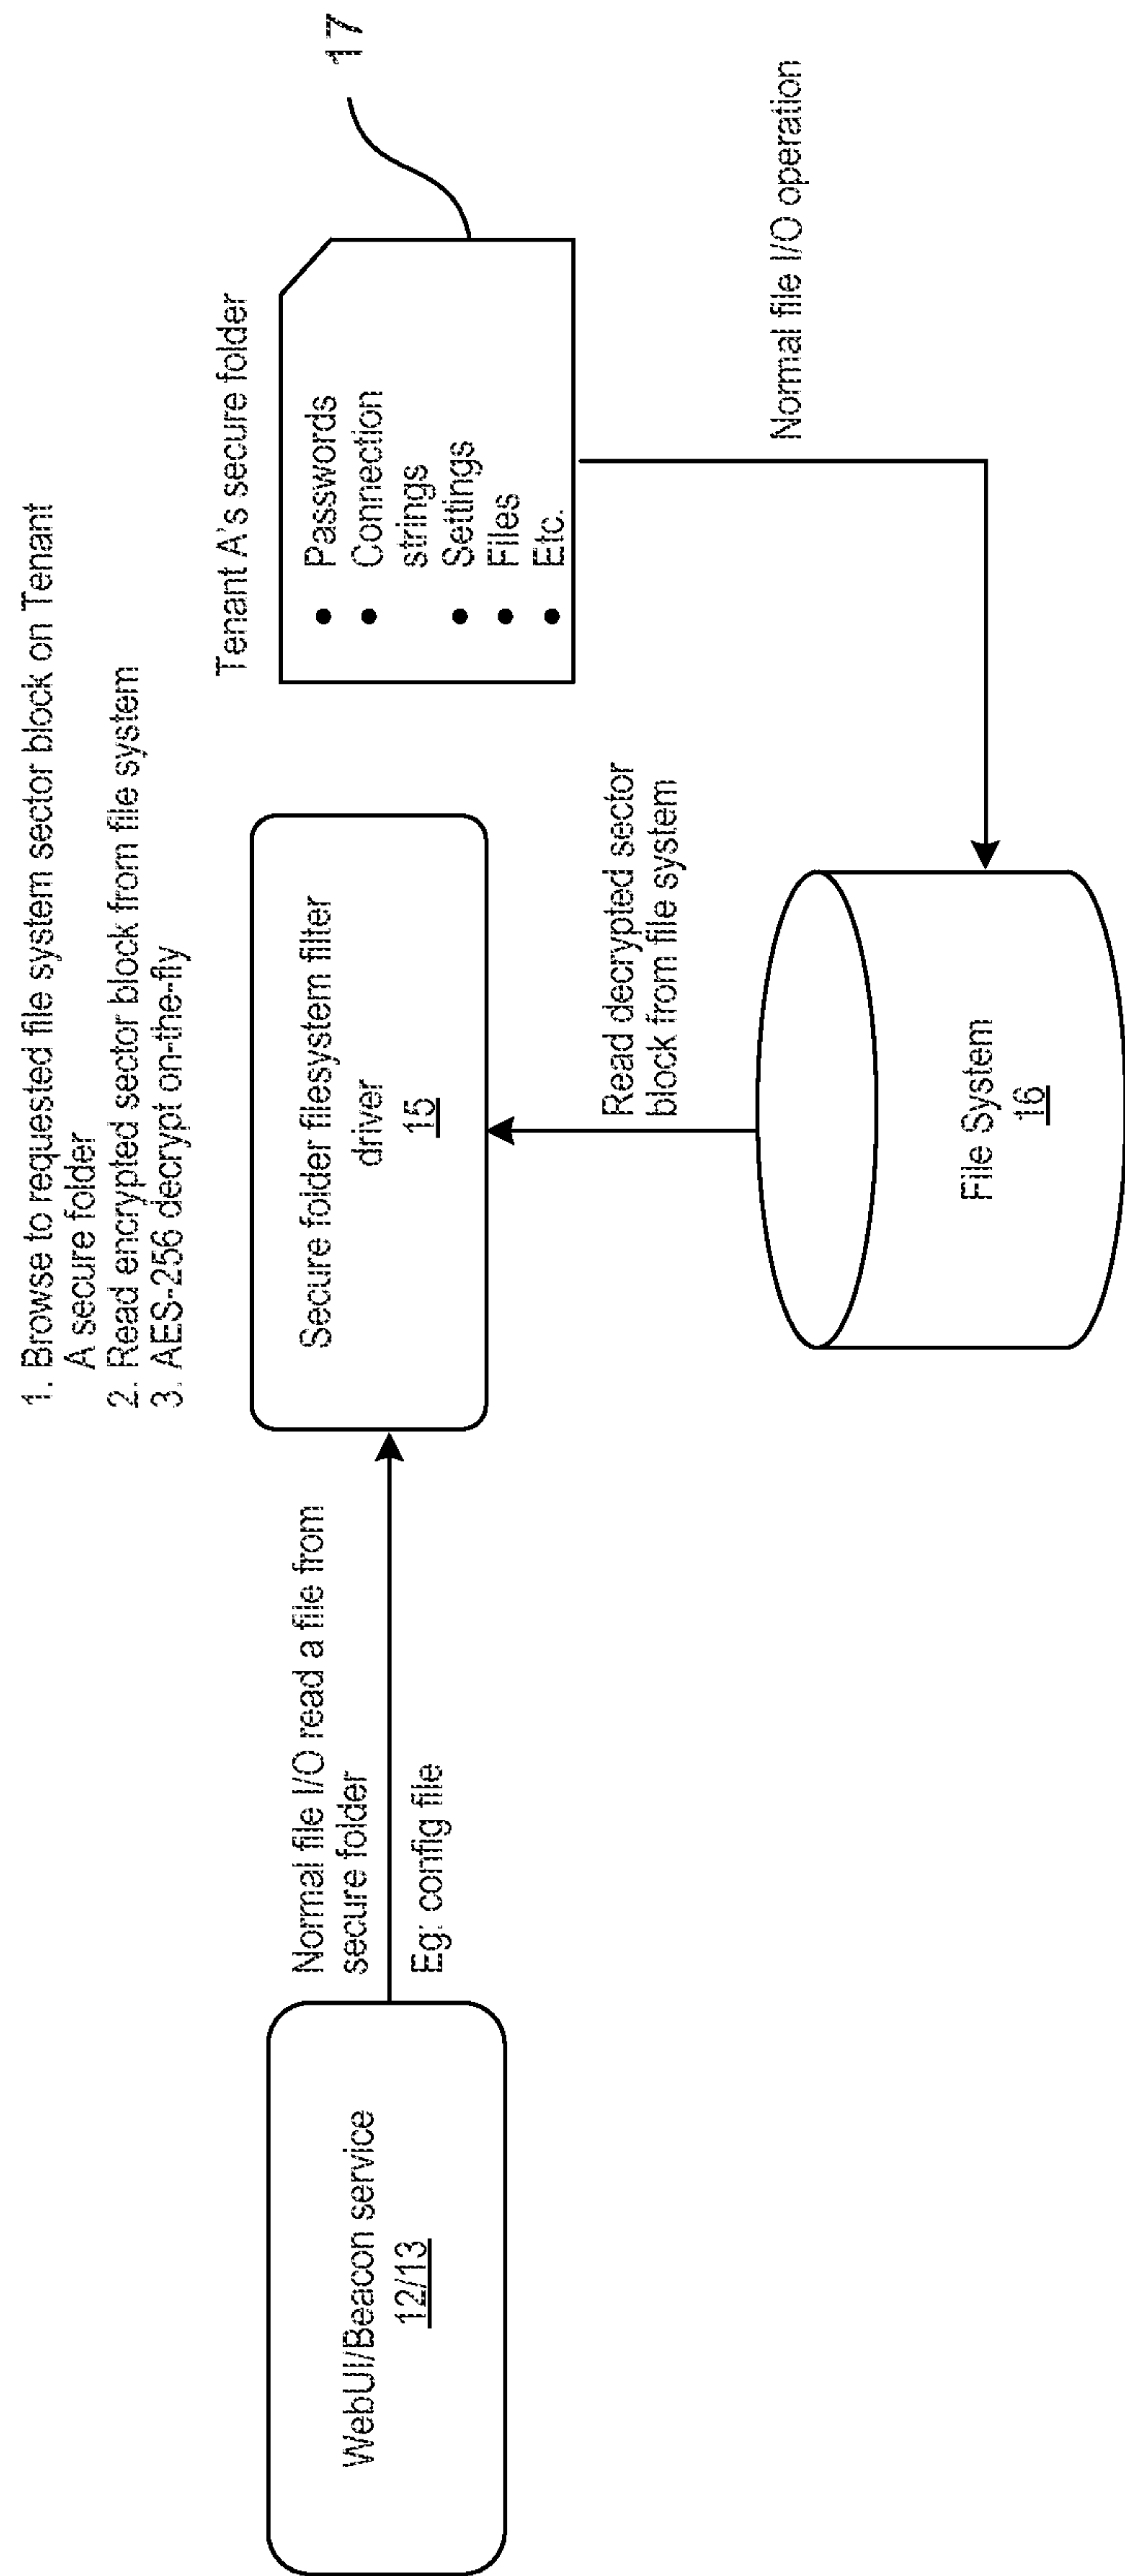 1. Browse to requested file system sector block on Tenant
A secure folder
2. Read encrypted sector block from file system
3. AES-256 decrypt on-the-fly
WebUI/Beacon service
12/13
Normal file I/O read a file from
secure folder
Eg: config file
Secure folder filesystem filter
driver
15
Read decrypted sector
block from file system
File System
16
Tenant A's secure folder
• Passwords
• Connection
strings
• Settings
• Files
• Etc.
17
Normal file I/O operation